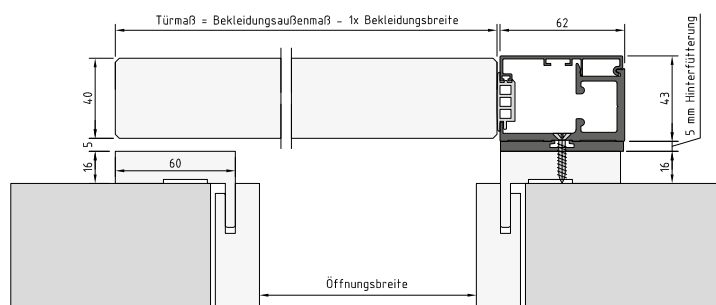 Türmaß = Bekleidungsaußenmaß - 1x Bekleidungsbreite
62
40
43
5 mm Hinterfütterung
5
16
60
16
Öffnungsbreite